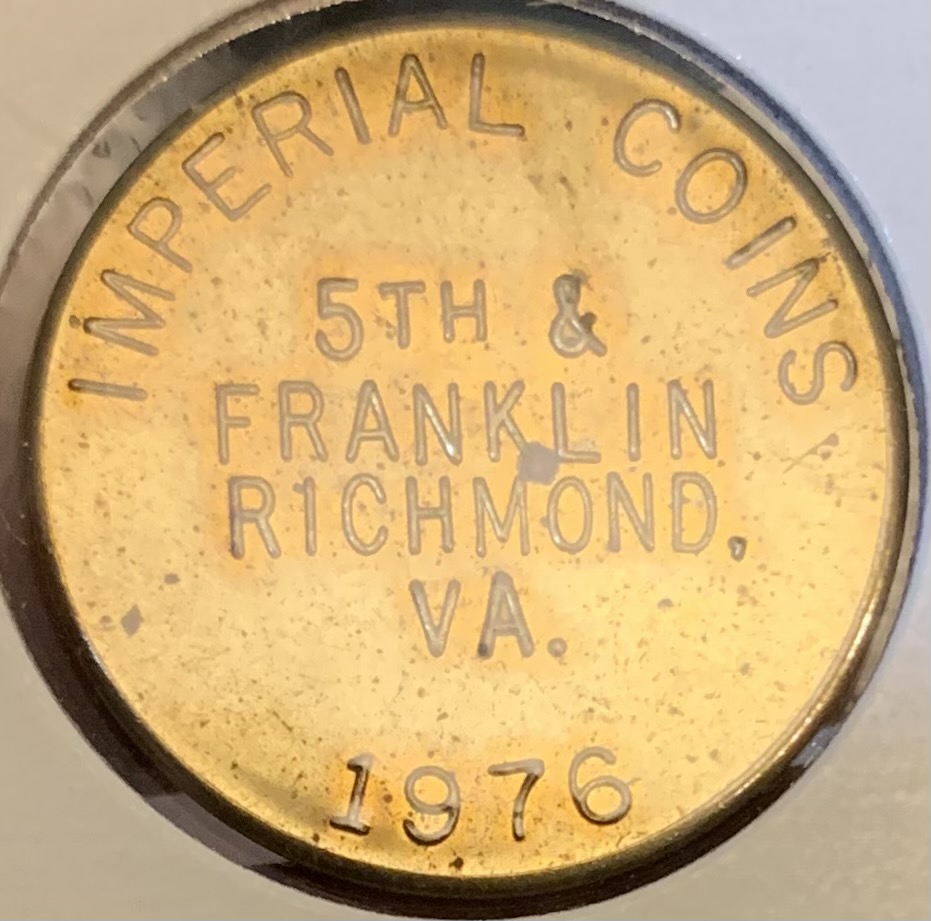 IMPERIAL COINS
5TH &
FRANKLIN
RICHMOND,
VA.
1976